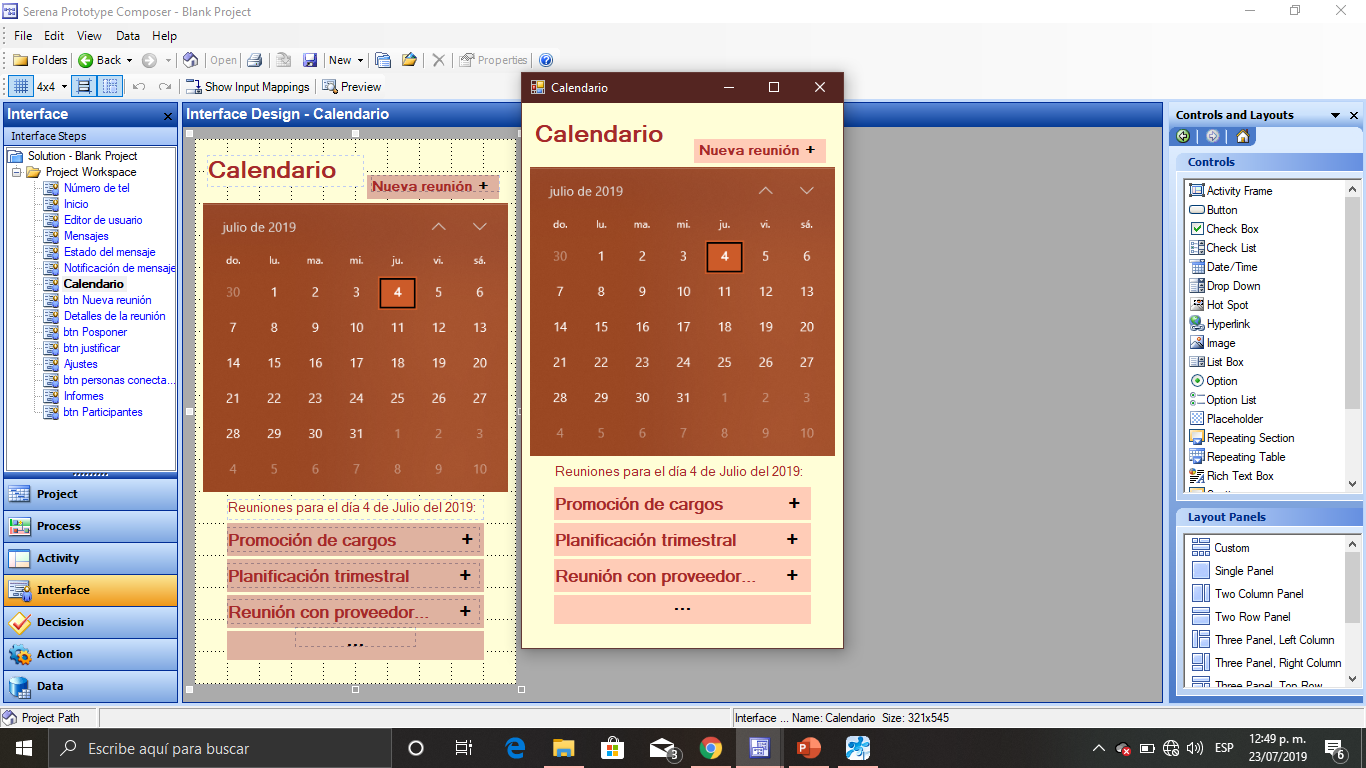 Serena Prototype Composer - Blank Project
File Edit View Data Help
Folders Back Open New Properties
4x4 Show Input Mappings Preview
Interface
Interface Steps
Solution - Blank Project
Project Workspace
Número de tel
Inicio
Editor de usuario
Mensajes
Estado del mensaje
Notificación de mensaje
Calendario
btn Nueva reunión
Detalles de la reunión
btn Posponer
btn justificar
Ajustes
btn personas conecta...
Informes
btn Participantes
Project
Process
Activity
Interface
Decision
Action
Data
Interface Design - Calendario
Calendario
Nueva reunión +
julio de 2019
do. lu. ma. mi. ju. vi. sá.
30 1 2 3 4 5 6
7 8 9 10 11 12 13
14 15 16 17 18 19 20
21 22 23 24 25 26 27
28 29 30 31 1 2 3
4 5 6 7 8 9 10
Reuniones para el día 4 de Julio del 2019:
Promoción de cargos +
Planificación trimestral +
Reunión con proveedor... +
...
Calendario
Calendario
Nueva reunión +
julio de 2019
do. lu. ma. mi. ju. vi. sá.
30 1 2 3 4 5 6
7 8 9 10 11 12 13
14 15 16 17 18 19 20
21 22 23 24 25 26 27
28 29 30 31 1 2 3
4 5 6 7 8 9 10
Reuniones para el día 4 de Julio del 2019:
Promoción de cargos +
Planificación trimestral +
Reunión con proveedor... +
...
Controls and Layouts
Controls
Activity Frame
Button
Check Box
Check List
Date/Time
Drop Down
Hot Spot
Hyperlink
Image
List Box
Option
Option List
Placeholder
Repeating Section
Repeating Table
Rich Text Box
Layout Panels
Custom
Single Panel
Two Column Panel
Two Row Panel
Three Panel, Left Column
Three Panel, Right Column
Three Panel, Top Row
Project Path
Interface ... Name: Calendario Size: 321x545
Escribe aquí para buscar
3
ESP
12:49 p. m.
23/07/2019
6